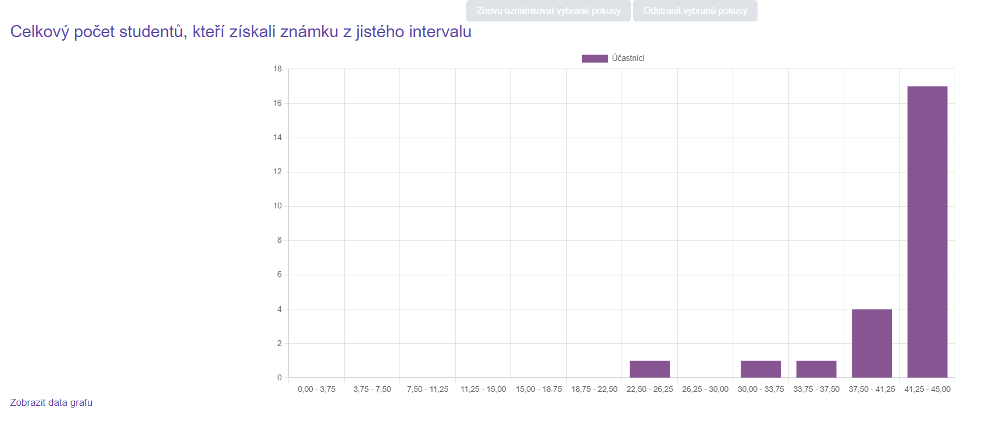 Znovu oznámkovat vybrané pokusy Odstranit vybrané pokusy
Celkový počet studentů, kteří získali známku z jistého intervalu
Účastníci
18
16
14
12
10
8
6
4
2
0
0,00 - 3,75 3,75 - 7,50 7,50 - 11,25 11,25 - 15,00 15,00 - 18,75 18,75 - 22,50 22,50 - 26,25 26,25 - 30,00 30,00 - 33,75 33,75 - 37,50 37,50 - 41,25 41,25 - 45,00
Zobrazit data grafu